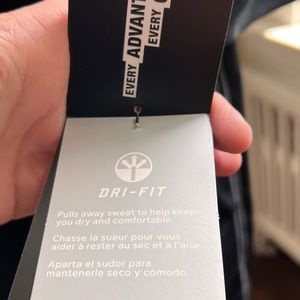 EVERY ADVANT
EVERY
DRI-FIT
Pulls away sweat to help keep
you dry and comfortable.
Chasse la sueur pour vous
aider à rester au sec et à l'aise
Aparta el sudor para
mantenerle seco y cómodo.